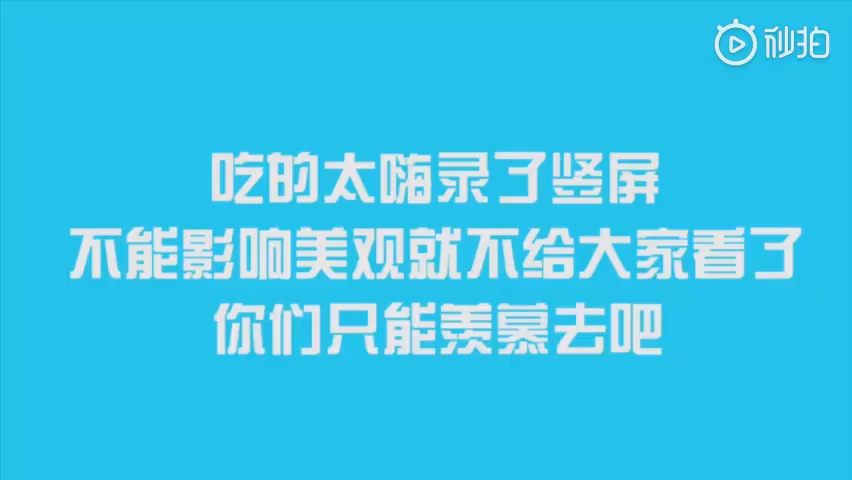 秒拍
吃的太嗨录了竖屏
不能影响美观就不给大家看了
你们只能羡慕去吧